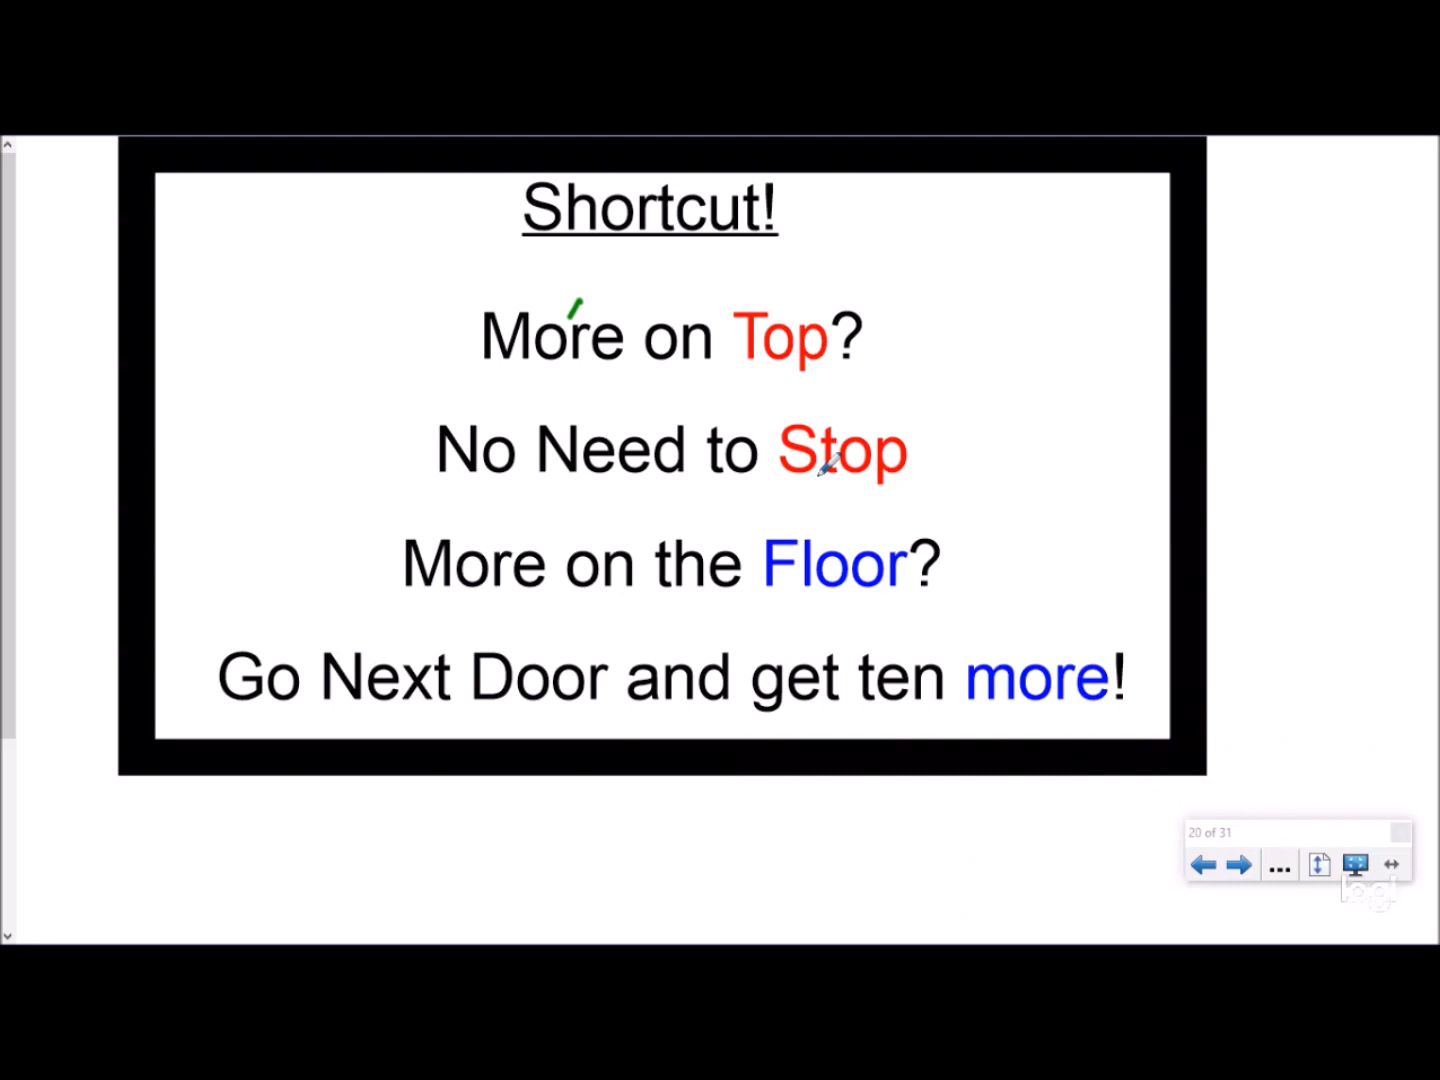 Shortcut!
More on Top?
No Need to Stop
More on the Floor?
Go Next Door and get ten more!
20 of 31
logi